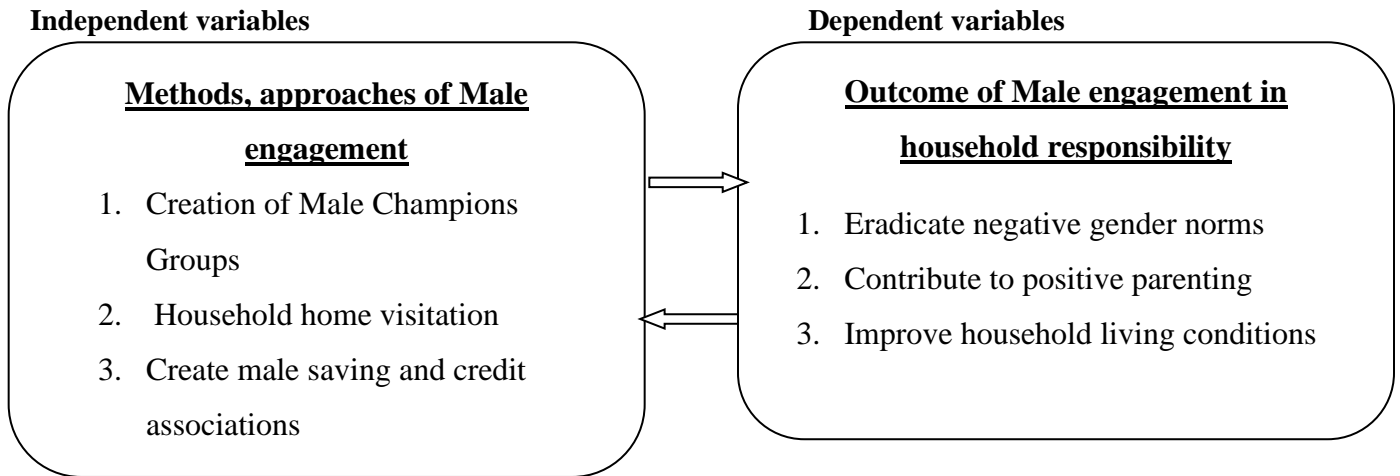 Independent variables
Methods, approaches of Male
engagement
1. Creation of Male Champions
Groups
2. Household home visitation
3. Create male saving and credit
associations
Dependent variables
Outcome of Male engagement in
household responsibility
1. Eradicate negative gender norms
2. Contribute to positive parenting
3. Improve household living conditions